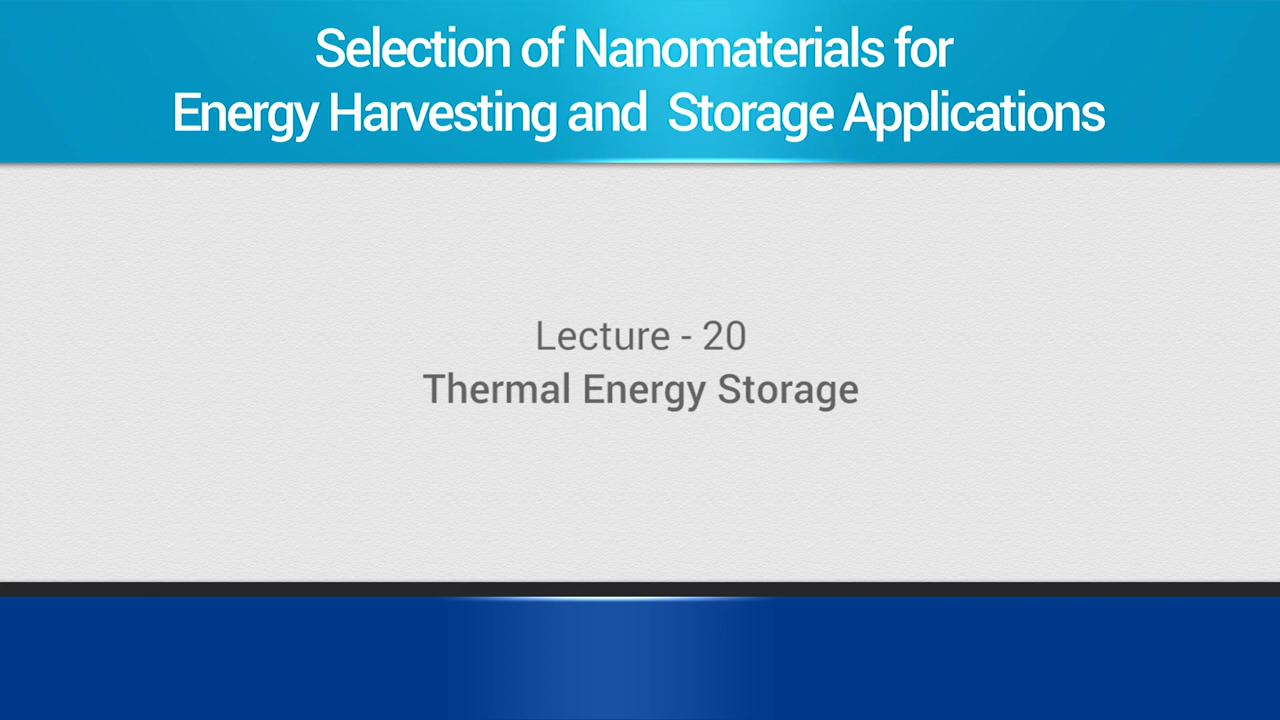 Selection of Nanomaterials for
Energy Harvesting and Storage Applications
Lecture - 20
Thermal Energy Storage